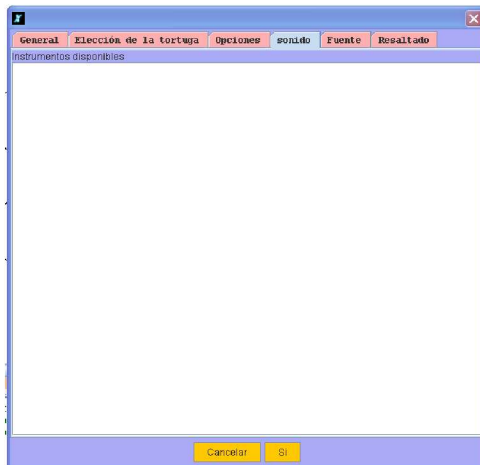 General Elección de la tortuga Opciones sonido Fuente Resaltado
Instrumentos disponibles
Cancelar SI